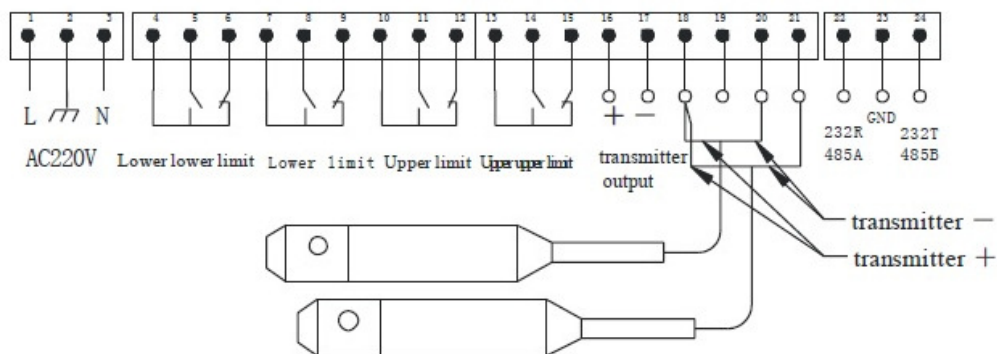 1 2 3 4 5 6 7 8 9 10 11 12 13 14 15 16 17 18 19 20 21 22 23 24
L N + - GND
232R 232T
AC220V Lower lower limit Lower limit Upper limit Upper upper limit transmitter 485A 485B
output
transmitter -
transmitter +